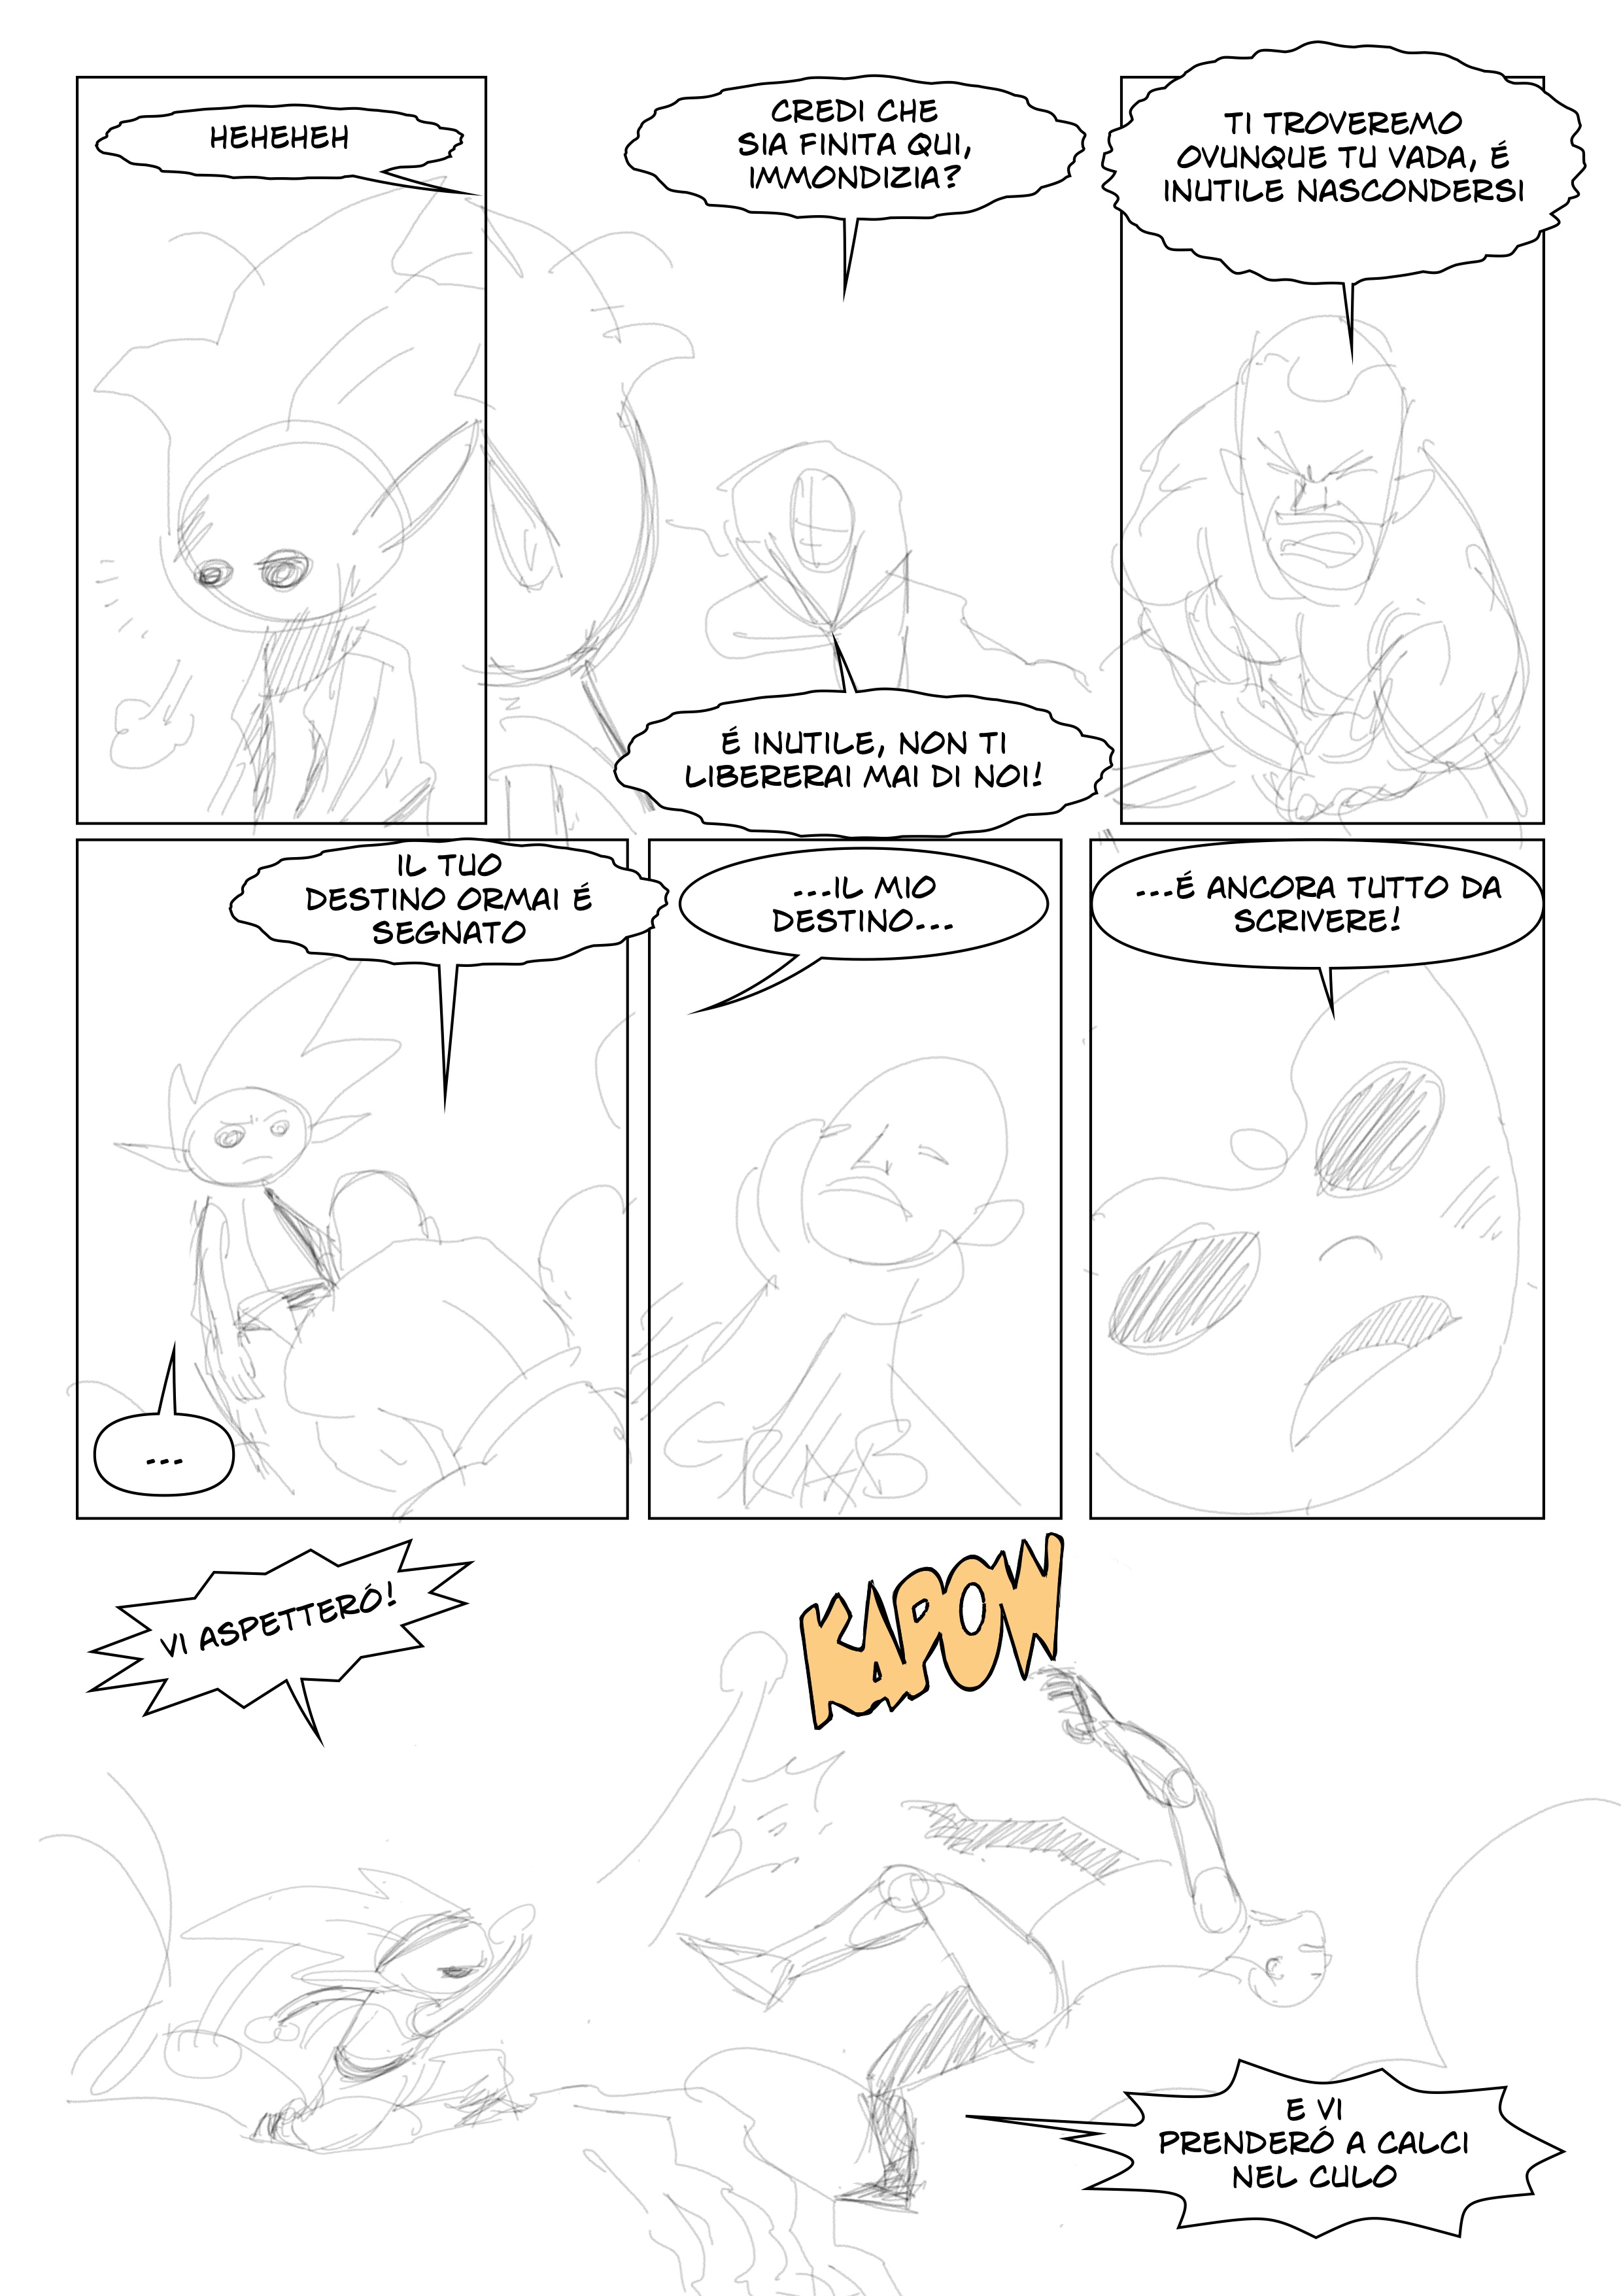 HEHEHEH
CREDI CHE
SIA FINITA QUI,
IMMONDIZIA?
É INUTILE, NON TI
LIBERERAI MAI DI NOI!
TI TROVEREMO
OVUNQUE TU VADA, É
INUTILE NASCONDERSI
IL TUO
DESTINO ORMAI É
SEGNATO
...
...IL MIO
DESTINO...
GRAB
...É ANCORA TUTTO DA
SCRIVERE!
VI ASPETTERÓ!
KAPOW
E VI
PRENDERÓ A CALCI
NEL CULO